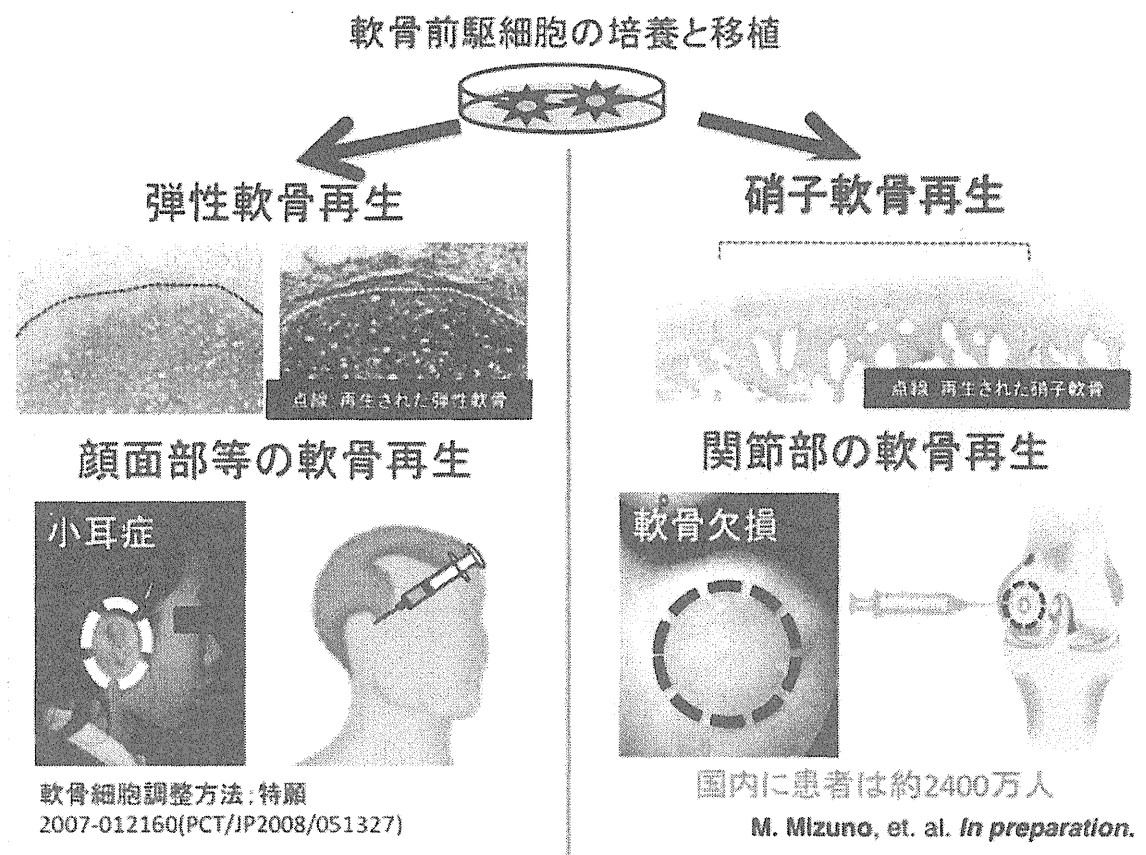 軟骨前駆細胞の培養と移植
弾性軟骨再生
点線 再生された弾性軟骨
顔面部等の軟骨再生
小耳症
軟骨細胞調整方法;特願
2007-012160(PCT/JP2008/051327)
硝子軟骨再生
点線 再生された硝子軟骨
関節部の軟骨再生
軟骨欠損
国内に患者は約2400万人
M. Mizuno, et. al. In preparation.